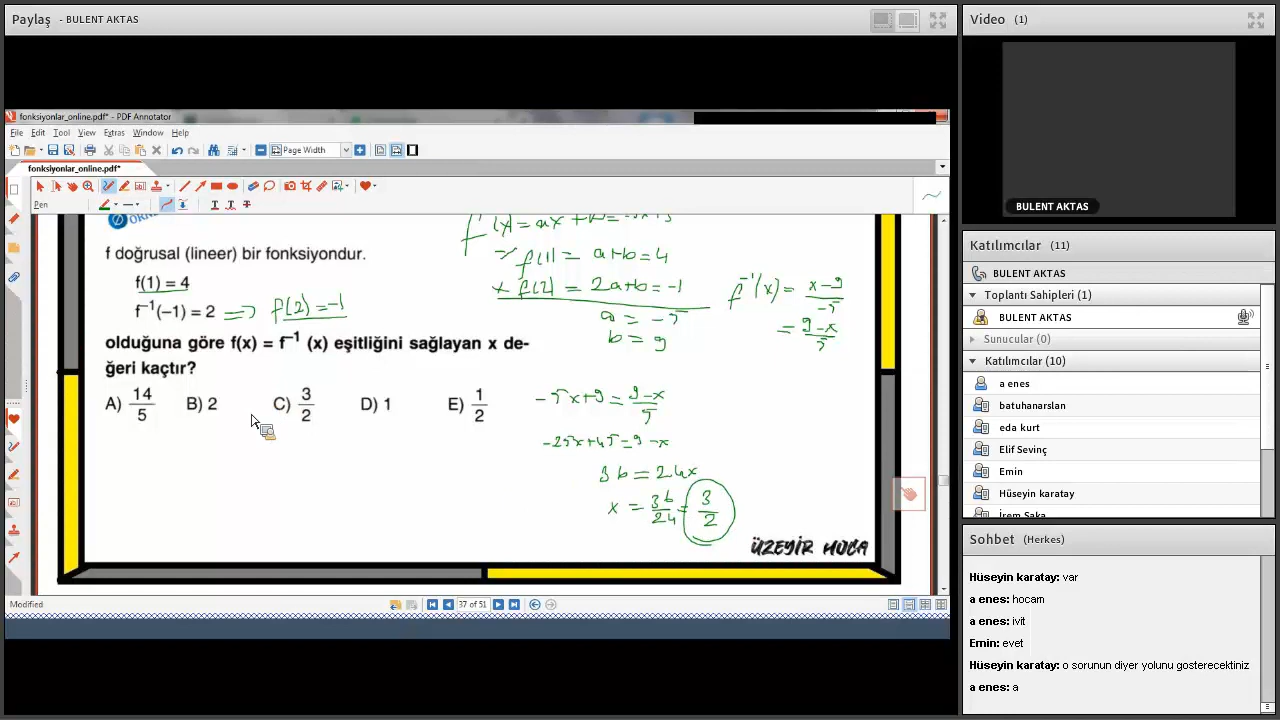 Paylaş - BULENT AKTAS
fonksiyonlar_online.pdf* - PDF Annotator
File Edit Tool View Extras Window Help
Page Width
fonksiyonlar_online.pdf*
Pen
f doğrusal (lineer) bir fonksiyondur.
f(1) = 4
f⁻¹(-1) = 2 => f(2) = -1
olduğuna göre f(x) = f⁻¹ (x) eşitliğini sağlayan x de-
ğeri kaçtır?
A) 14/5 B) 2 C) 3/2 D) 1 E) 1/2
f(1) = a+b = 4
x f(2) = 2a+b = -1
a = -5
b = 9
f⁻¹(x) = x-9/-5
= 9-x/5
-5x+9 = 9-x/5
-25x+45 = 9-x
36 = 24x
x = 36/24 = 3/2
ÜZEYİR HOCA
Modified
37 of 51
Video (1)
BULENT AKTAS
Katılımcılar (11)
BULENT AKTAS
Toplantı Sahipleri (1)
BULENT AKTAS
Sunucular (0)
Katılımcılar (10)
a enes
batuhanarslan
eda kurt
Elif Sevinç
Emin
Hüseyin karatay
İrem Saka
Sohbet (Herkes)
Hüseyin karatay: var
a enes: hocam
a enes: ivit
Emin: evet
Hüseyin karatay: o sorunun diyer yolunu gosterecektiniz
a enes: a